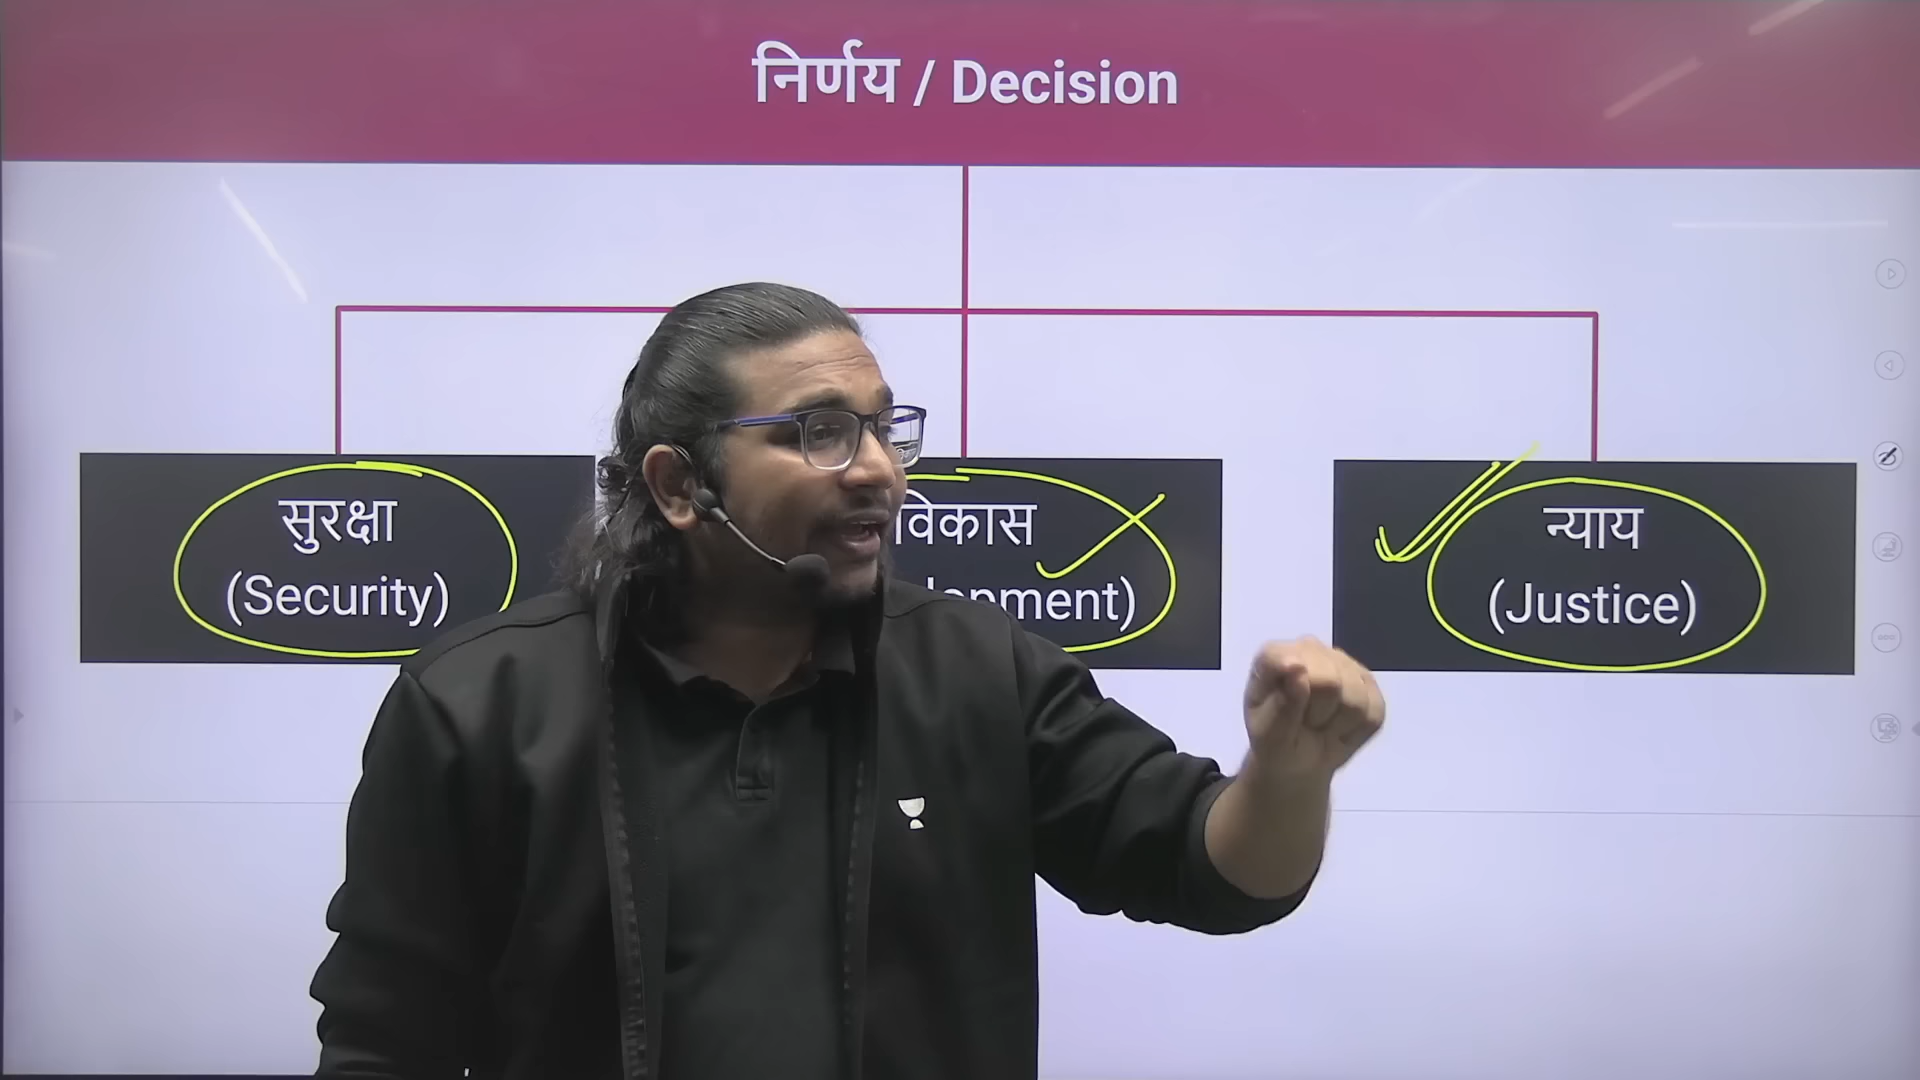 निर्णय / Decision
सुरक्षा
(Security)
विकास
न्याय
(Justice)